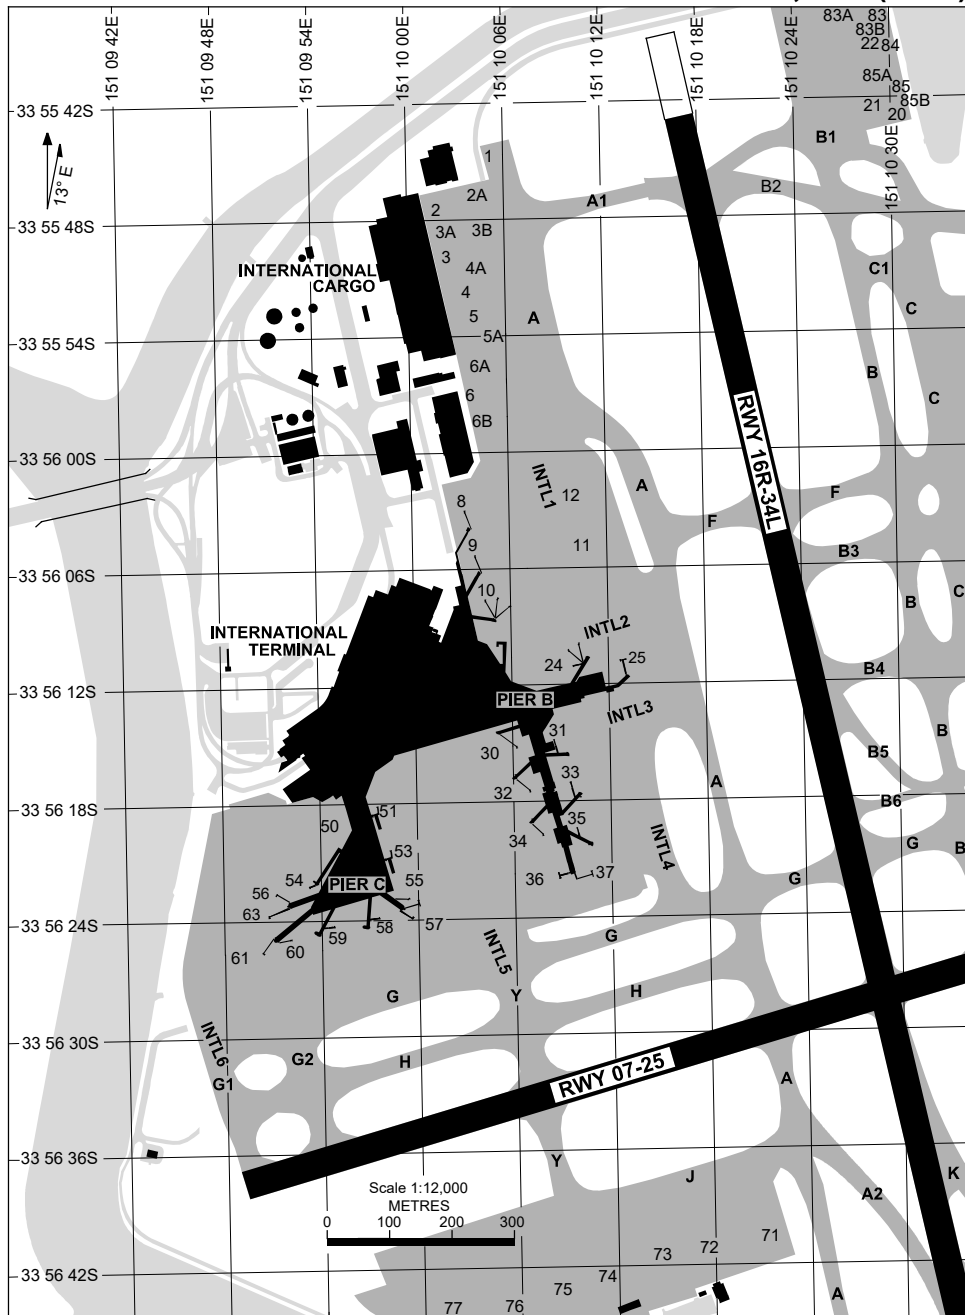 151 09 42E
151 09 48E
151 09 54E
151 10 00E
151 10 06E
151 10 12E
151 10 18E
151 10 24E
151 10 30E
83A
83
83B
22
84
85A
85
85B
21
20
33 55 42S
13° E
B1
1
B2
2A
A1
2
33 55 48S
3A
3B
3
4A
C1
INTERNATIONAL
CARGO
4
5
A
C
5A
33 55 54S
6A
B
6
C
6B
RWY 16R-34L
33 56 00S
INTL1
12
A
F
F
8
9
11
B3
33 56 06S
10
B
C
INTERNATIONAL
TERMINAL
INTL2
24
25
B4
33 56 12S
PIER B
INTL3
30
31
B
B5
33
A
32
B6
33 56 18S
51
50
34
35
INTL4
G
B
53
54
PIER C
55
36
37
G
56
63
57
33 56 24S
58
59
60
61
INTL5
G
G
Y
H
33 56 30S
INTL6
G1
G2
H
RWY 07-25
A
33 56 36S
Y
J
A2
K
Scale 1:12,000
METRES
0 100 200 300
71
72
73
33 56 42S
74
75
76
77
A